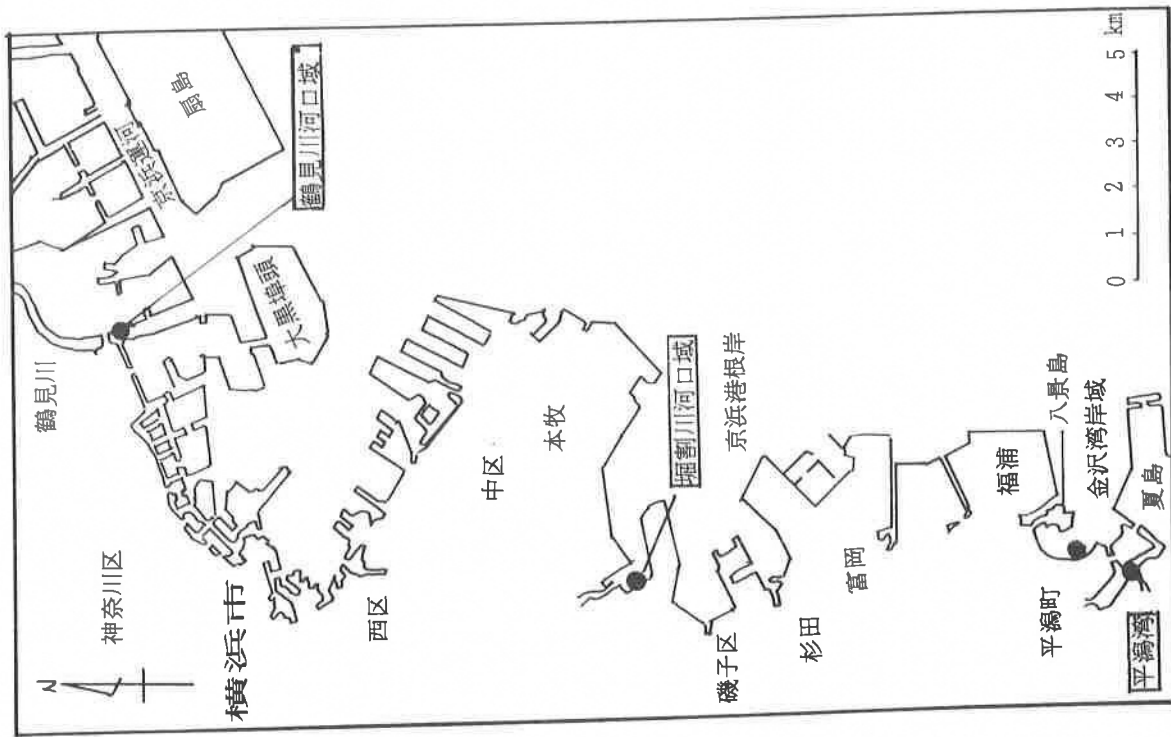 N
神奈川区
横浜市
鶴見川
京浜運河
扇島
鶴見川河口域
大黒埠頭
西区
中区
本牧
堀割川河口域
京浜港根岸
磯子区
杉田
富岡
福浦
八景島
金沢湾岸域
平潟町
夏島
平潟湾
0 1 2 3 4 5 km